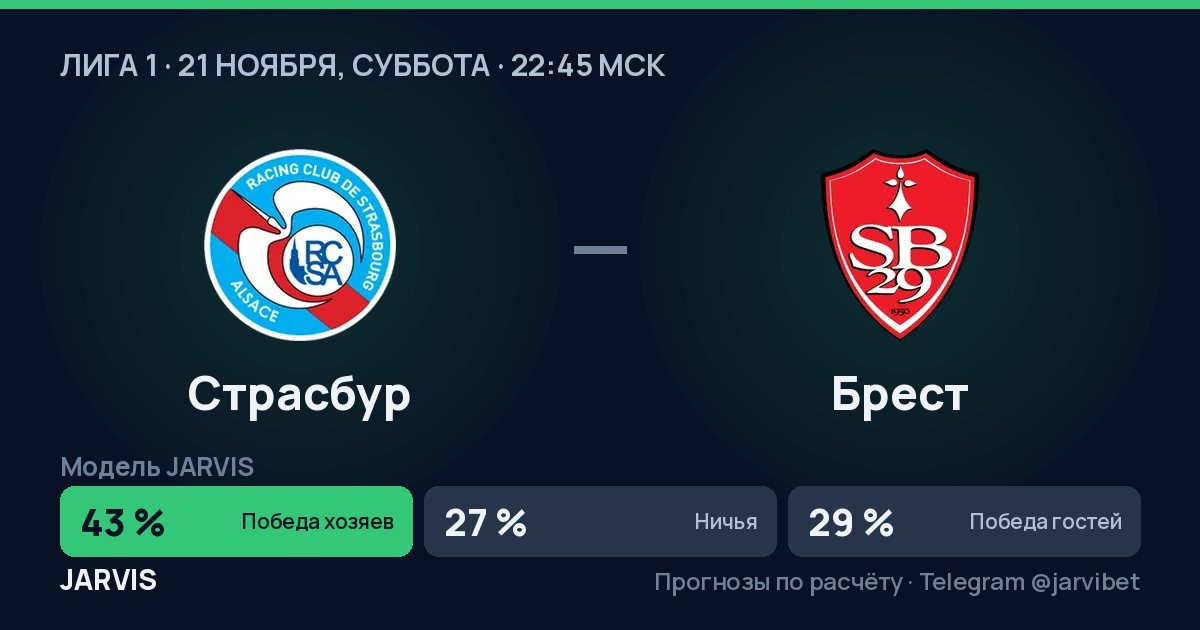 ЛИГА 1 · 21 НОЯБРЯ, СУББОТА · 22:45 МСК
RACING CLUB DE STRASBOURG
ALSACE
RC
SA
SB
29
1950
Страсбур
Брест
Модель JARVIS
43 % Победа хозяев
27 % Ничья
29 % Победа гостей
JARVIS
Прогнозы по расчёту · Telegram @jarvibet